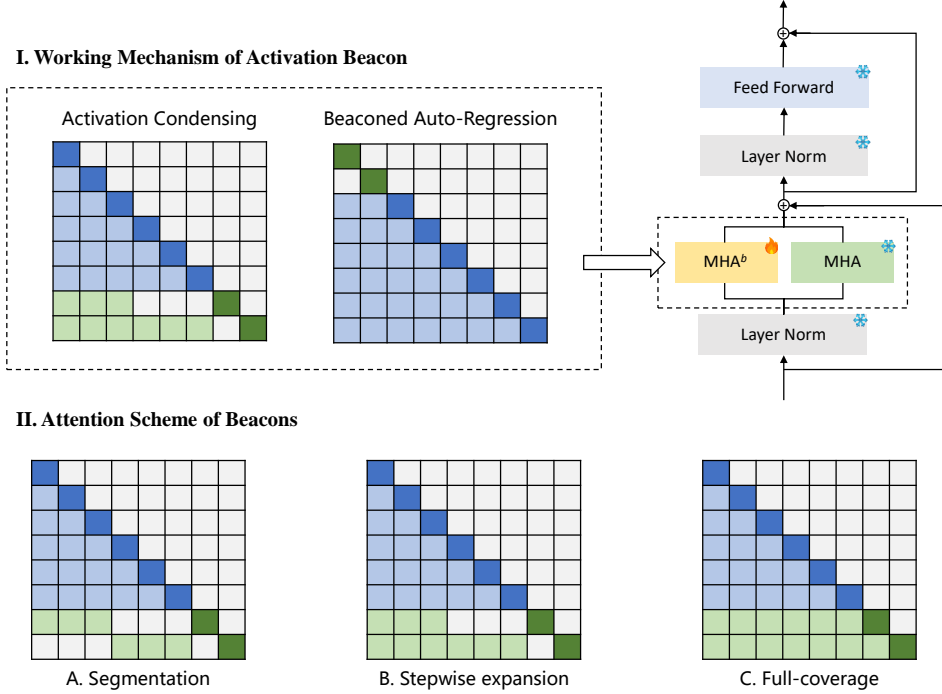 I. Working Mechanism of Activation Beacon
Activation Condensing
Beaconed Auto-Regression
Feed Forward
Layer Norm
MHAᵇ
MHA
Layer Norm
II. Attention Scheme of Beacons
A. Segmentation
B. Stepwise expansion
C. Full-coverage